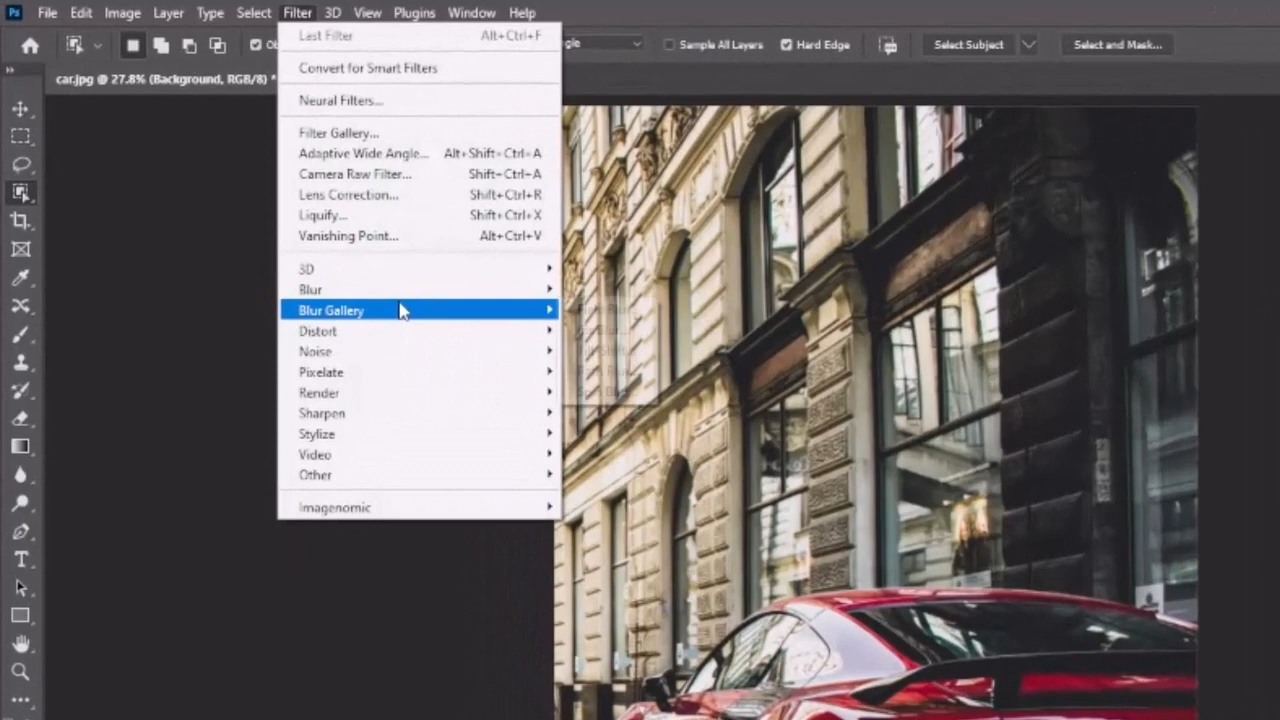 Ps File Edit Image Layer Type Select Filter 3D View Plugins Window Help
Sample All Layers Hard Edge Select Subject Select and Mask...
car.jpg @ 27.8% (Background, RGB/8) *
Last Filter Alt+Ctrl+F
Convert for Smart Filters
Neural Filters...
Filter Gallery...
Adaptive Wide Angle... Alt+Shift+Ctrl+A
Camera Raw Filter... Shift+Ctrl+A
Lens Correction... Shift+Ctrl+R
Liquify... Shift+Ctrl+X
Vanishing Point... Alt+Ctrl+V
3D
Blur
Blur Gallery
Distort
Noise
Pixelate
Render
Sharpen
Stylize
Video
Other
Imagenomic